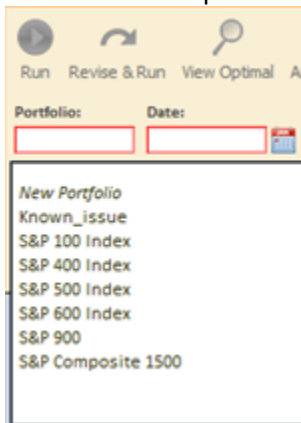 Run Revise & Run View Optimal
Portfolio: Date:
New Portfolio
Known_issue
S&P 100 Index
S&P 400 Index
S&P 500 Index
S&P 600 Index
S&P 900
S&P Composite 1500